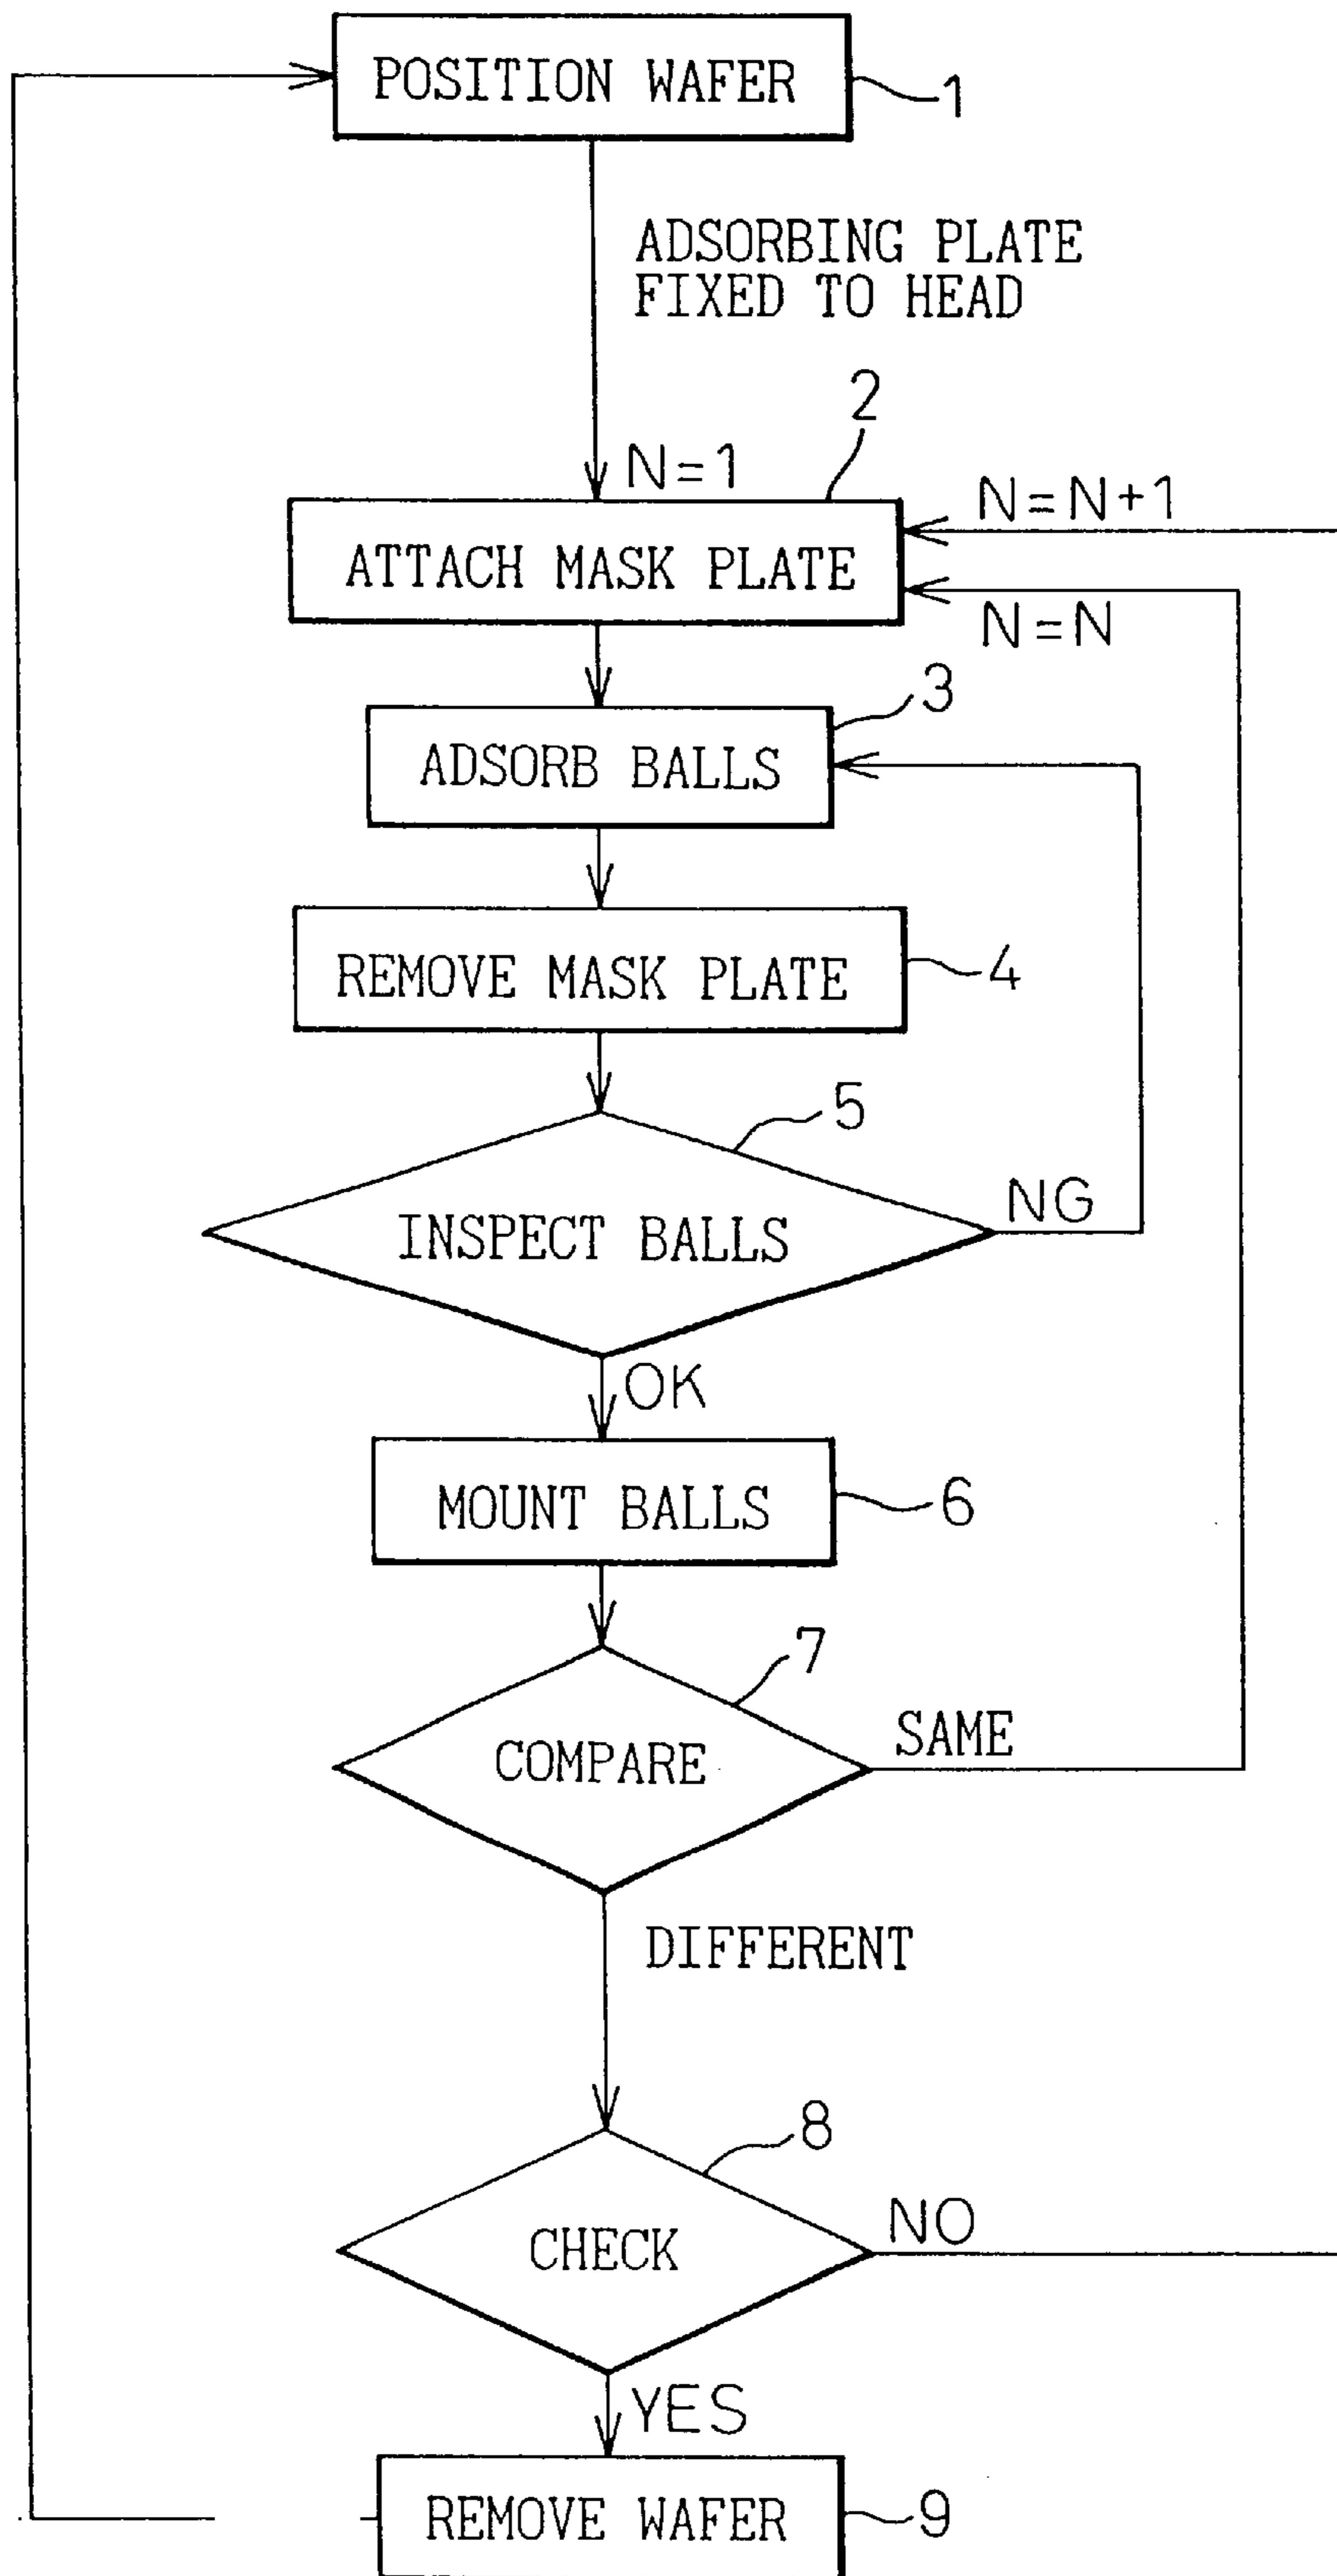 POSITION WAFER
1
ADSORBING PLATE
FIXED TO HEAD
2
N=1
N=N+1
ATTACH MASK PLATE
N=N
3
ADSORB BALLS
REMOVE MASK PLATE
4
5
INSPECT BALLS
NG
OK
MOUNT BALLS
6
7
COMPARE
SAME
DIFFERENT
8
CHECK
NO
YES
REMOVE WAFER
9